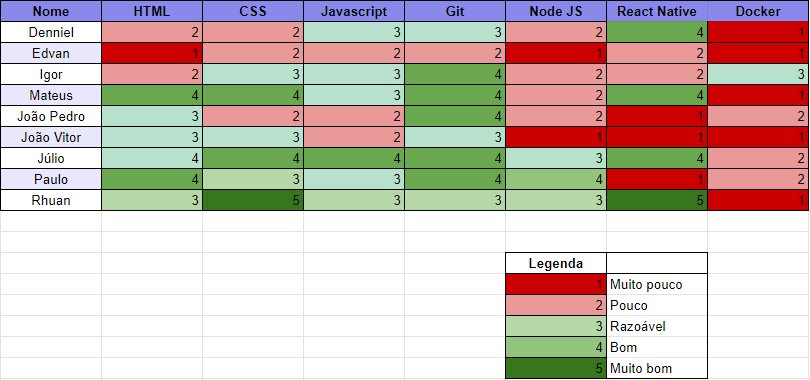 Nome HTML CSS Javascript Git Node JS React Native Docker
Denniel 2 2 3 3 2 4 1
Edvan 1 2 2 2 1 2 1
Igor 2 3 3 4 2 2 3
Mateus 4 4 3 4 2 4 1
João Pedro 3 2 2 4 2 1 2
João Vitor 3 3 2 3 1 1 1
Júlio 4 4 4 4 3 4 2
Paulo 4 3 3 4 4 1 2
Rhuan 3 5 3 3 3 5 1
Legenda
1 Muito pouco
2 Pouco
3 Razoável
4 Bom
5 Muito bom